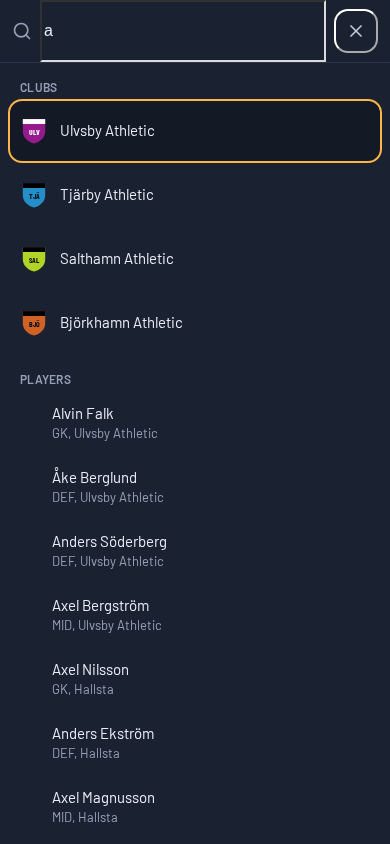 a
CLUBS
ULV Ulvsby Athletic
TJÄ Tjärby Athletic
SAL Salthamn Athletic
BJÖ Björkhamn Athletic
PLAYERS
Alvin Falk
GK, Ulvsby Athletic
Åke Berglund
DEF, Ulvsby Athletic
Anders Söderberg
DEF, Ulvsby Athletic
Axel Bergström
MID, Ulvsby Athletic
Axel Nilsson
GK, Hallsta
Anders Ekström
DEF, Hallsta
Axel Magnusson
MID, Hallsta